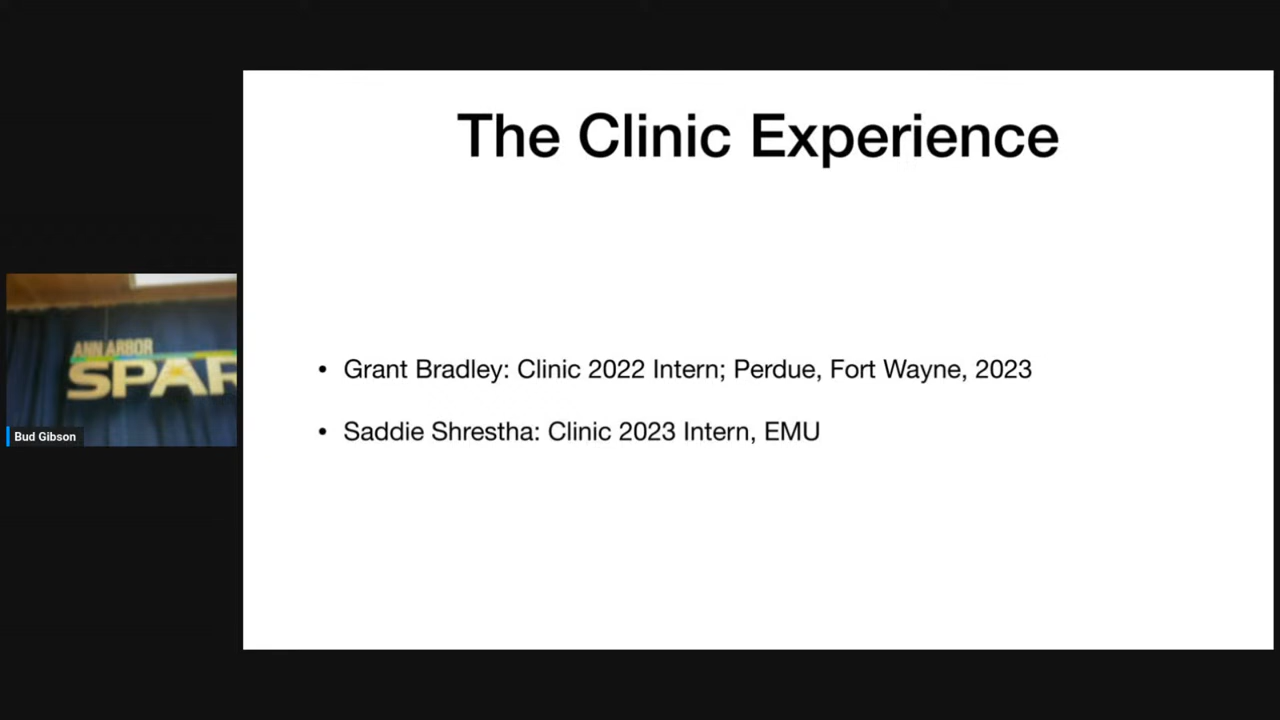 The Clinic Experience
• Grant Bradley: Clinic 2022 Intern; Perdue, Fort Wayne, 2023
• Saddie Shrestha: Clinic 2023 Intern, EMU
ANN ARBOR
SPAR
Bud Gibson